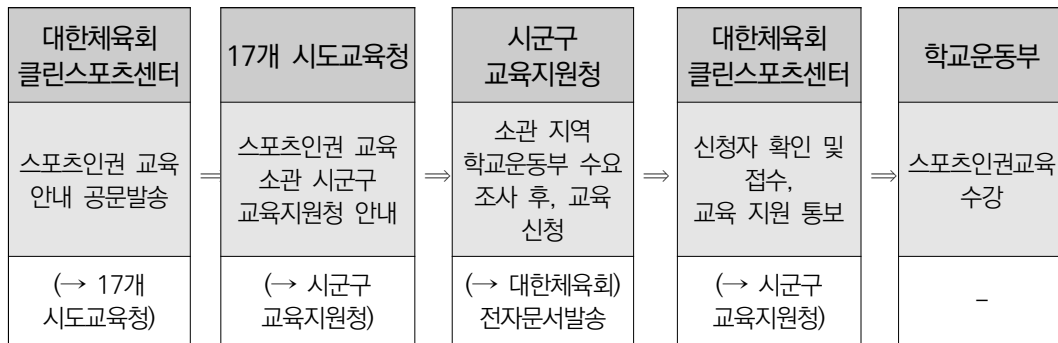 대한체육회
클린스포츠센터
17개 시도교육청
시군구
교육지원청
대한체육회
클린스포츠센터
학교운동부
스포츠인권 교육
안내 공문발송
=
스포츠인권 교육
소관 시군구
교육지원청 안내
⇒
소관 지역
학교운동부 수요
조사 후, 교육
신청
⇒
신청자 확인 및
접수,
교육 지원 통보
⇒
스포츠인권교육
수강
(→ 17개
시도교육청)
(→ 시군구
교육지원청)
(→ 대한체육회)
전자문서발송
(→ 시군구
교육지원청)
–